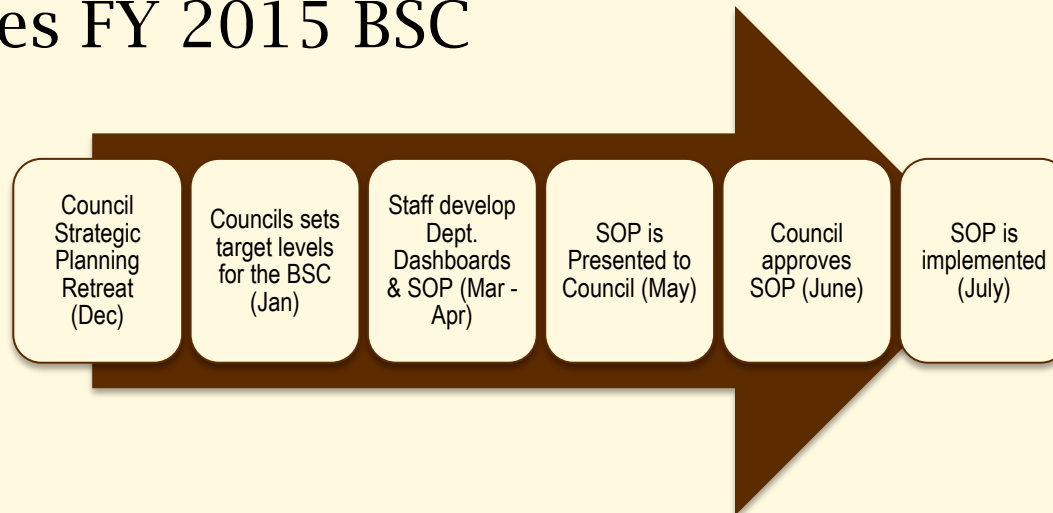 es FY 2015 BSC
Council
Strategic
Planning
Retreat
(Dec)
Councils sets
target levels
for the BSC
(Jan)
Staff develop
Dept.
Dashboards
& SOP (Mar -
Apr)
SOP is
Presented to
Council (May)
Council
approves
SOP (June)
SOP is
implemented
(July)